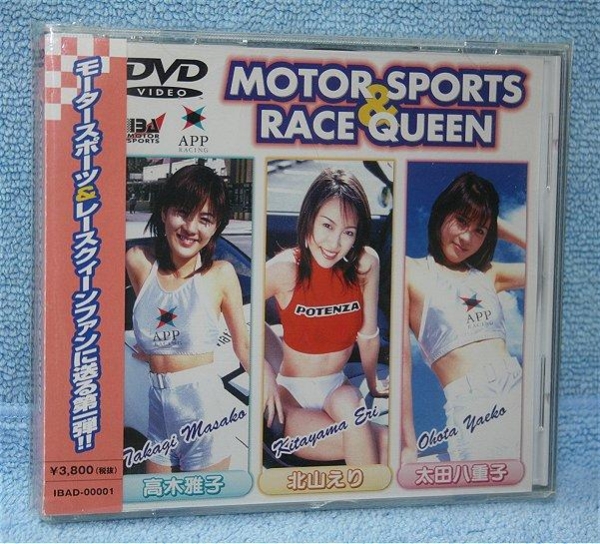 モータースポーツ&レースクィーンファンに送る第一弾!!
¥3,800(税抜)
IBAD-00001
DVD
VIDEO
MOTOR SPORTS
&
RACE QUEEN
IBA
MOTOR
SPORTS
APP
RACING
APP
RACING
POTENZA
APP
RACING
Takagi Masako
Kitayama Eri
Ohota Yaeko
高木雅子
北山えり
太田八重子